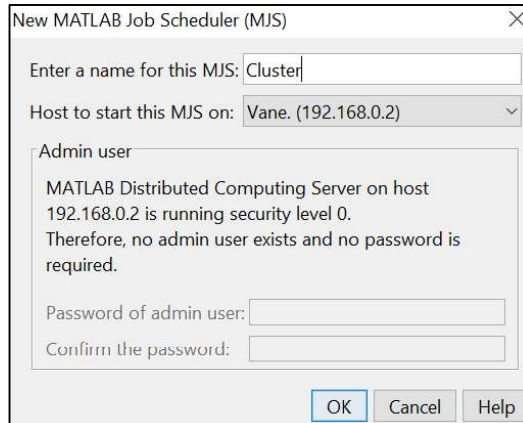 New MATLAB Job Scheduler (MJS)
Enter a name for this MJS: Cluster
Host to start this MJS on: Vane. (192.168.0.2)
Admin user
MATLAB Distributed Computing Server on host
192.168.0.2 is running security level 0.
Therefore, no admin user exists and no password is
required.
Password of admin user:
Confirm the password:
OK Cancel Help